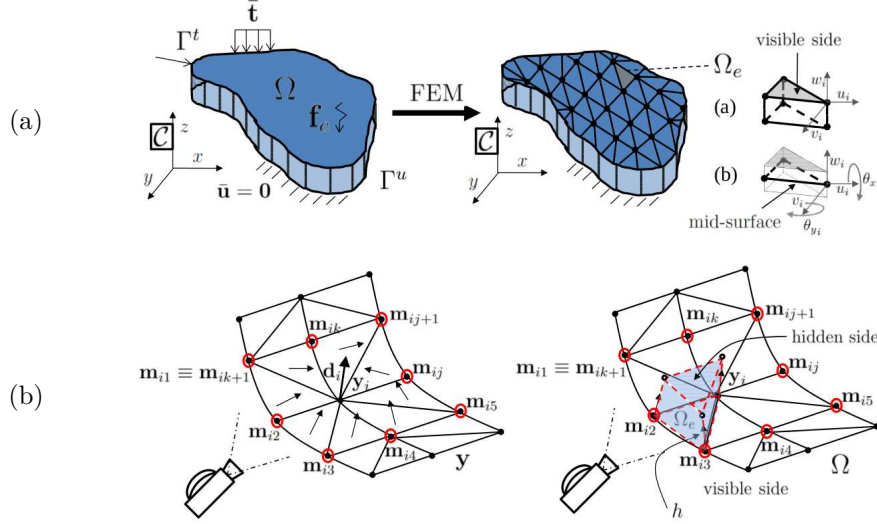 (a)
t̄
Γᵗ
Ω
f_e
C
z
x
y
ū = 0
Γᵘ
FEM
C
z
x
y
Ω_e
visible side
(a)
w_i
u_i
v_i
(b)
w_i
θ_x
u_i
v_i
θ_{y_i}
mid-surface
(b)
m_{ij+1}
m_{ik}
m_{i1} ≡ m_{ik+1}
d_i
y_i
m_{ij}
m_{i5}
m_{i2}
m_{i4}
m_{i3}
y
m_{ij+1}
m_{ik}
hidden side
m_{i1} ≡ m_{ik+1}
y_i
m_{ij}
m_{i5}
m_{i2}
Ω_e
m_{i4}
m_{i3}
Ω
visible side
h